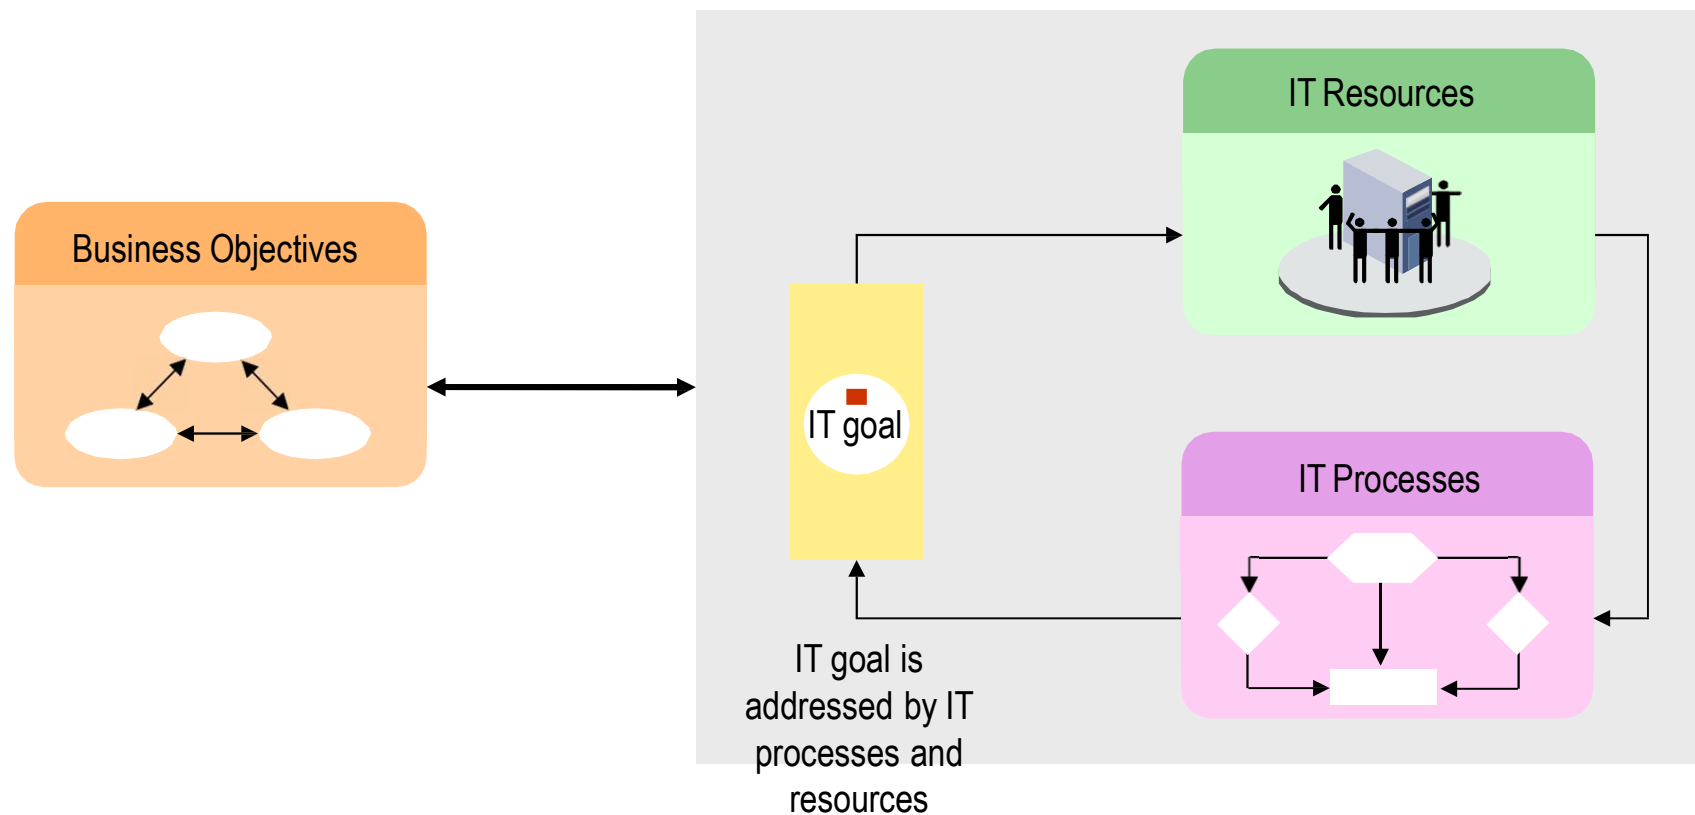 IT Resources
Business Objectives
IT goal
IT Processes
IT goal is
addressed by IT
processes and
resources